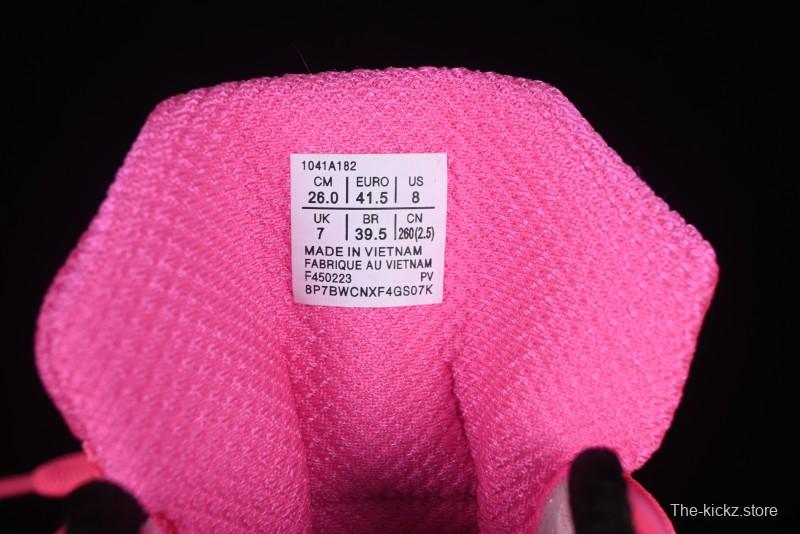 1041A182
CM EURO US
26.0 41.5 8
UK BR CN
7 39.5 260(2.5)
MADE IN VIETNAM
FABRIQUE AU VIETNAM
F450223 PV
8P7BWCNXF4GS07K
The-kickz.store